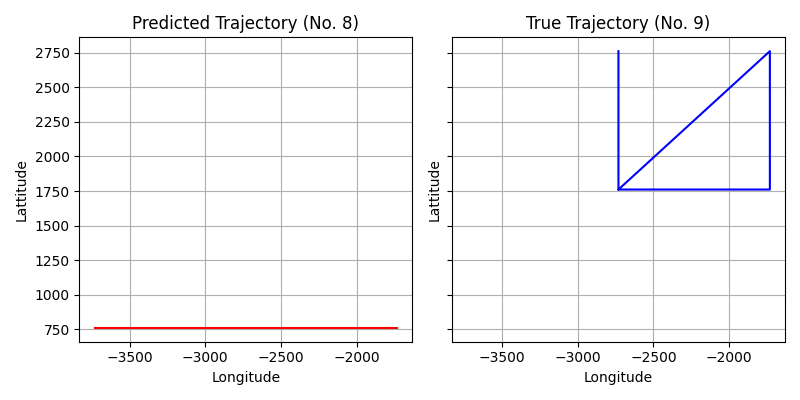 Predicted Trajectory (No. 8)
True Trajectory (No. 9)
Lattitude
2750
2500
2250
2000
1750
1500
1250
1000
750
−3500
−3000
−2500
−2000
Longitude
Lattitude
−3500
−3000
−2500
−2000
Longitude